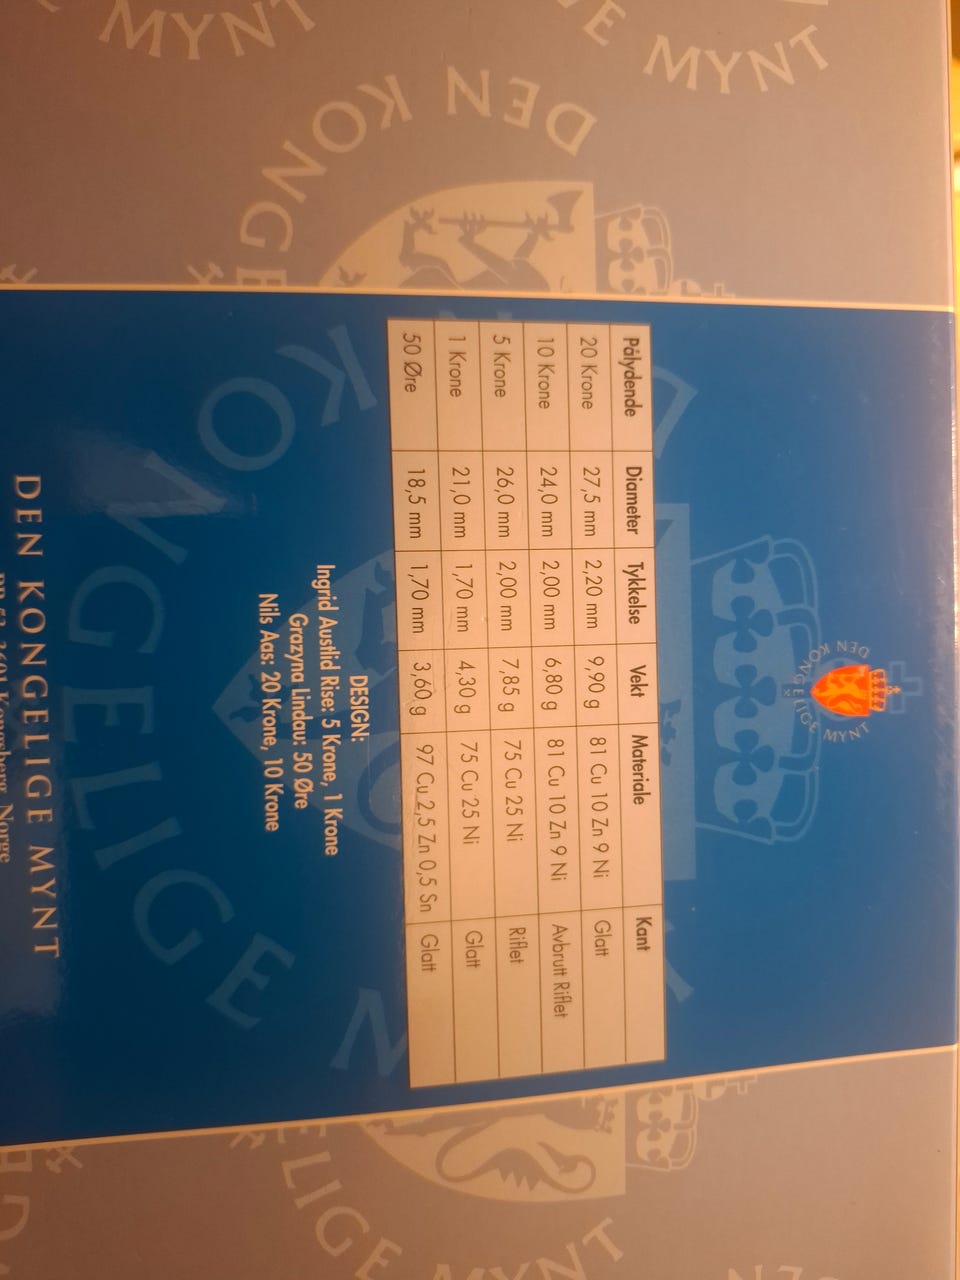 DEN KONGELIGE MYNT
Pålydende Diameter Tykkelse Vekt Materiale Kant
20 Krone 27,5 mm 2,20 mm 9,90 g 81 Cu 10 Zn 9 Ni Glatt
10 Krone 24,0 mm 2,00 mm 6,80 g 81 Cu 10 Zn 9 Ni Avbrutt Riflet
5 Krone 26,0 mm 2,00 mm 7,85 g 75 Cu 25 Ni Riflet
1 Krone 21,0 mm 1,70 mm 4,30 g 75 Cu 25 Ni Glatt
50 Øre 18,5 mm 1,70 mm 3,60 g 97 Cu 2,5 Zn 0,5 Sn Glatt
DESIGN:
Ingrid Austlid Rise: 5 Krone, 1 Krone
Grazyna Lindau: 50 Øre
Nils Aas: 20 Krone, 10 Krone
DEN KONGELIGE MYNT
Kongsberg, Norge